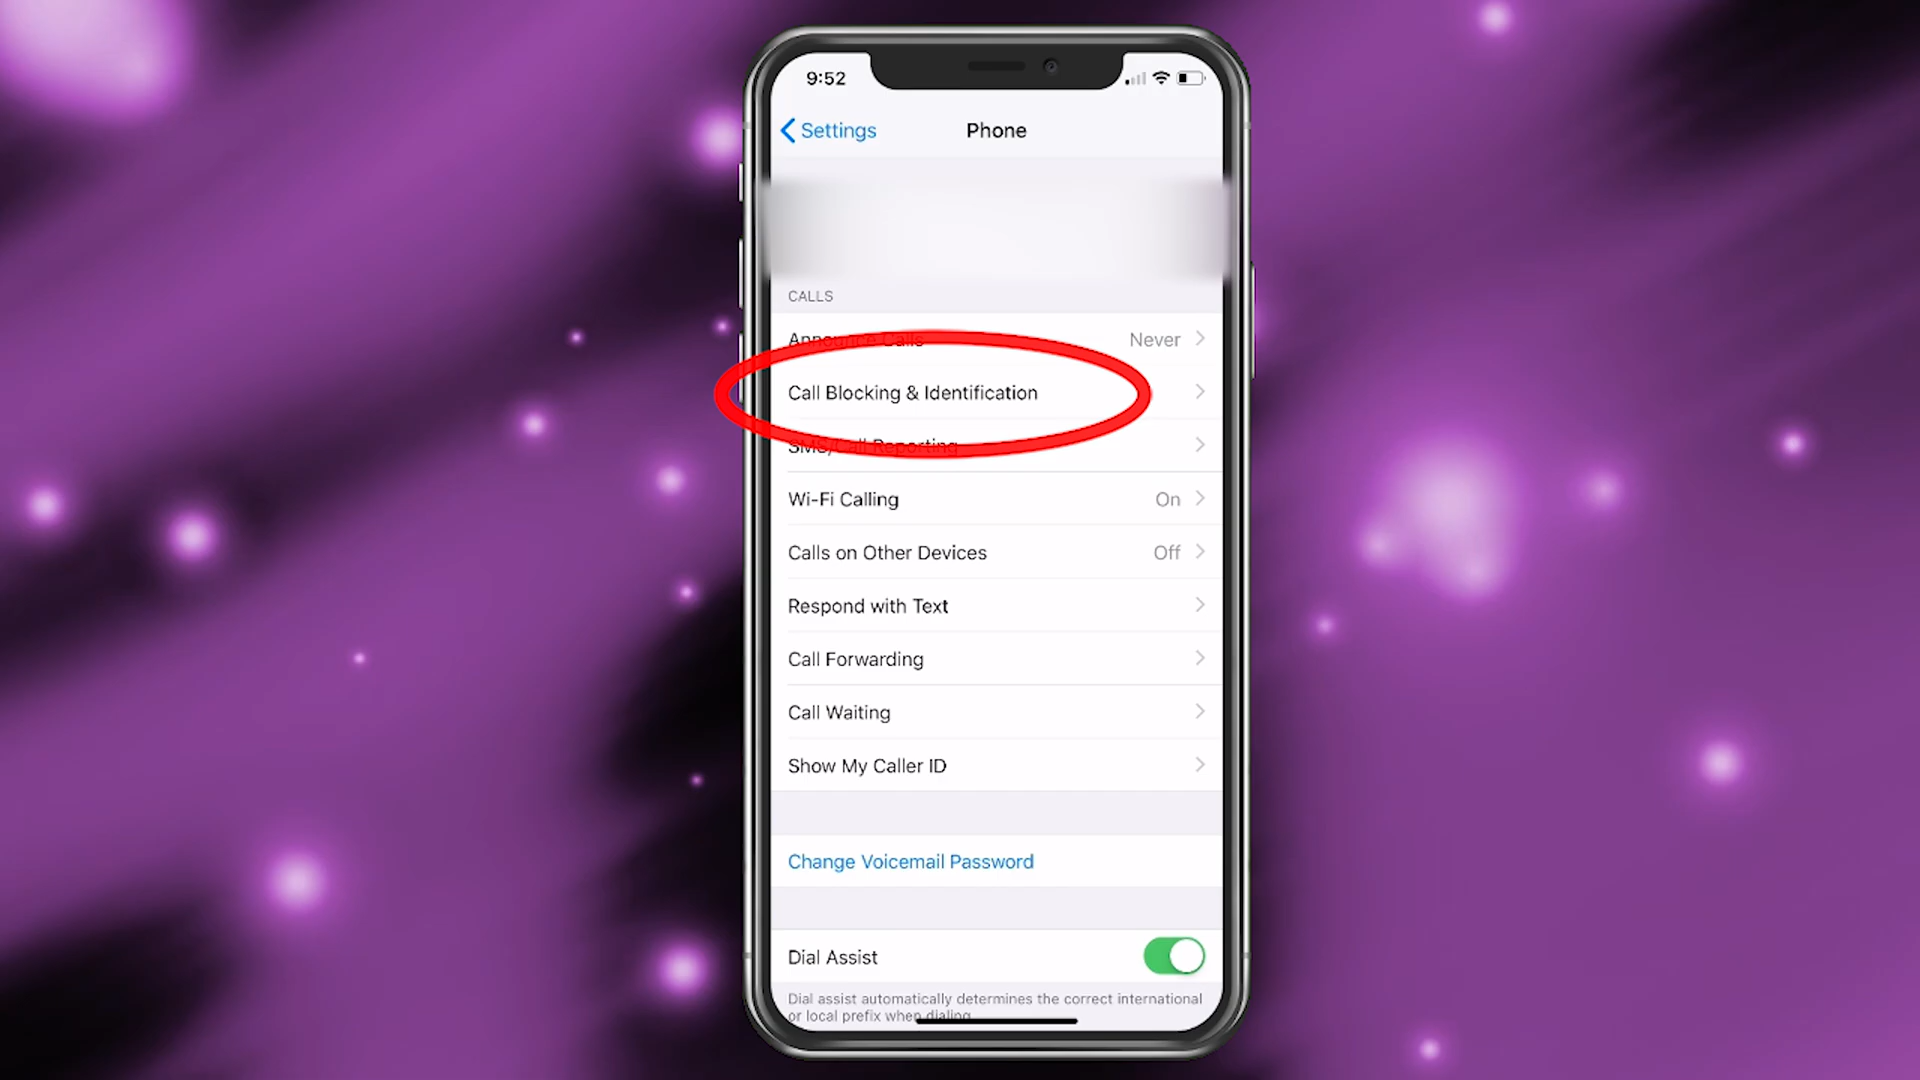 9:52
Settings
Phone
CALLS
Announce Calls
Never
Call Blocking & Identification
SMS/Call Reporting
Wi-Fi Calling
On
Calls on Other Devices
Off
Respond with Text
Call Forwarding
Call Waiting
Show My Caller ID
Change Voicemail Password
Dial Assist
Dial assist automatically determines the correct international
or local prefix when dialing.